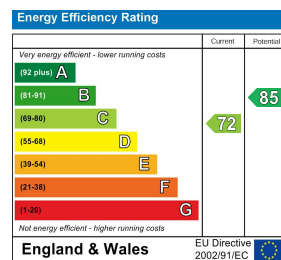 Energy Efficiency Rating
Current Potential
Very energy efficient - lower running costs
(92 plus) A
(81-91) B
85
(69-80) C
72
(55-68) D
(39-54) E
(21-38) F
(1-20) G
Not energy efficient - higher running costs
England & Wales
EU Directive
2002/91/EC